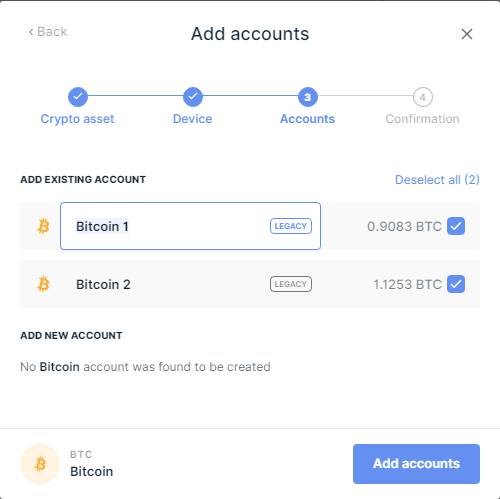 ‹ Back
Add accounts
3
4
Crypto asset
Device
Accounts
Confirmation
ADD EXISTING ACCOUNT
Deselect all (2)
Bitcoin 1 LEGACY 0.9083 BTC
Bitcoin 2 LEGACY 1.1253 BTC
ADD NEW ACCOUNT
No Bitcoin account was found to be created
BTC
Bitcoin
Add accounts